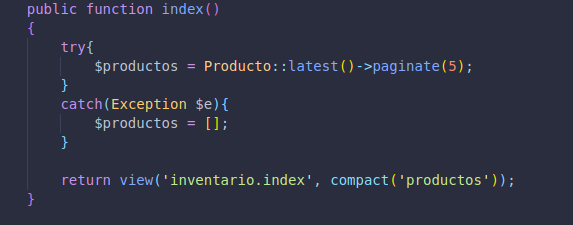 public function index()
{
    try{
        $productos = Producto::latest()->paginate(5);
    }
    catch(Exception $e){
        $productos = [];
    }

    return view('inventario.index', compact('productos'));
}